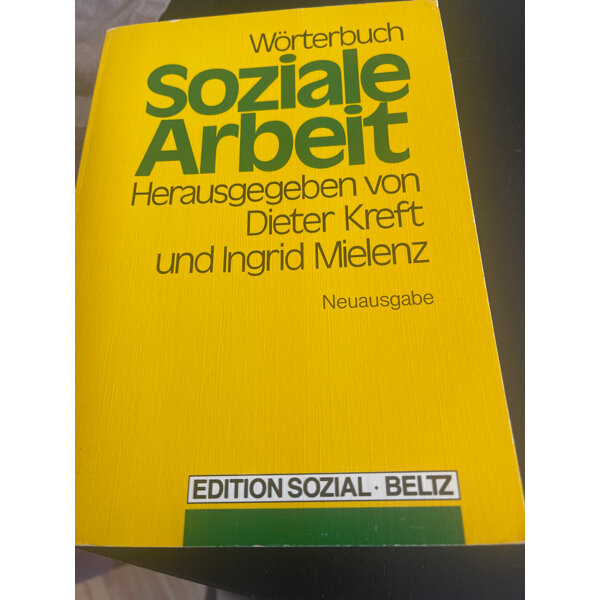 Wörterbuch
Soziale
Arbeit
Herausgegeben von
Dieter Kreft
und Ingrid Mielenz
Neuausgabe
EDITION SOZIAL · BELTZ